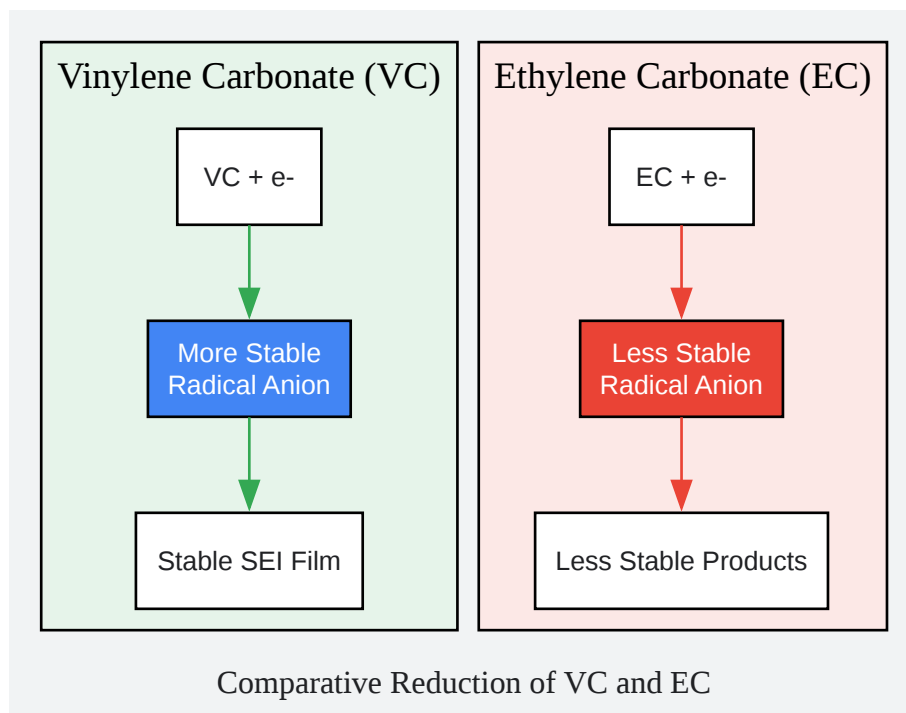 Vinylene Carbonate (VC)
VC + e-
More Stable
Radical Anion
Stable SEI Film
Ethylene Carbonate (EC)
EC + e-
Less Stable
Radical Anion
Less Stable Products
Comparative Reduction of VC and EC